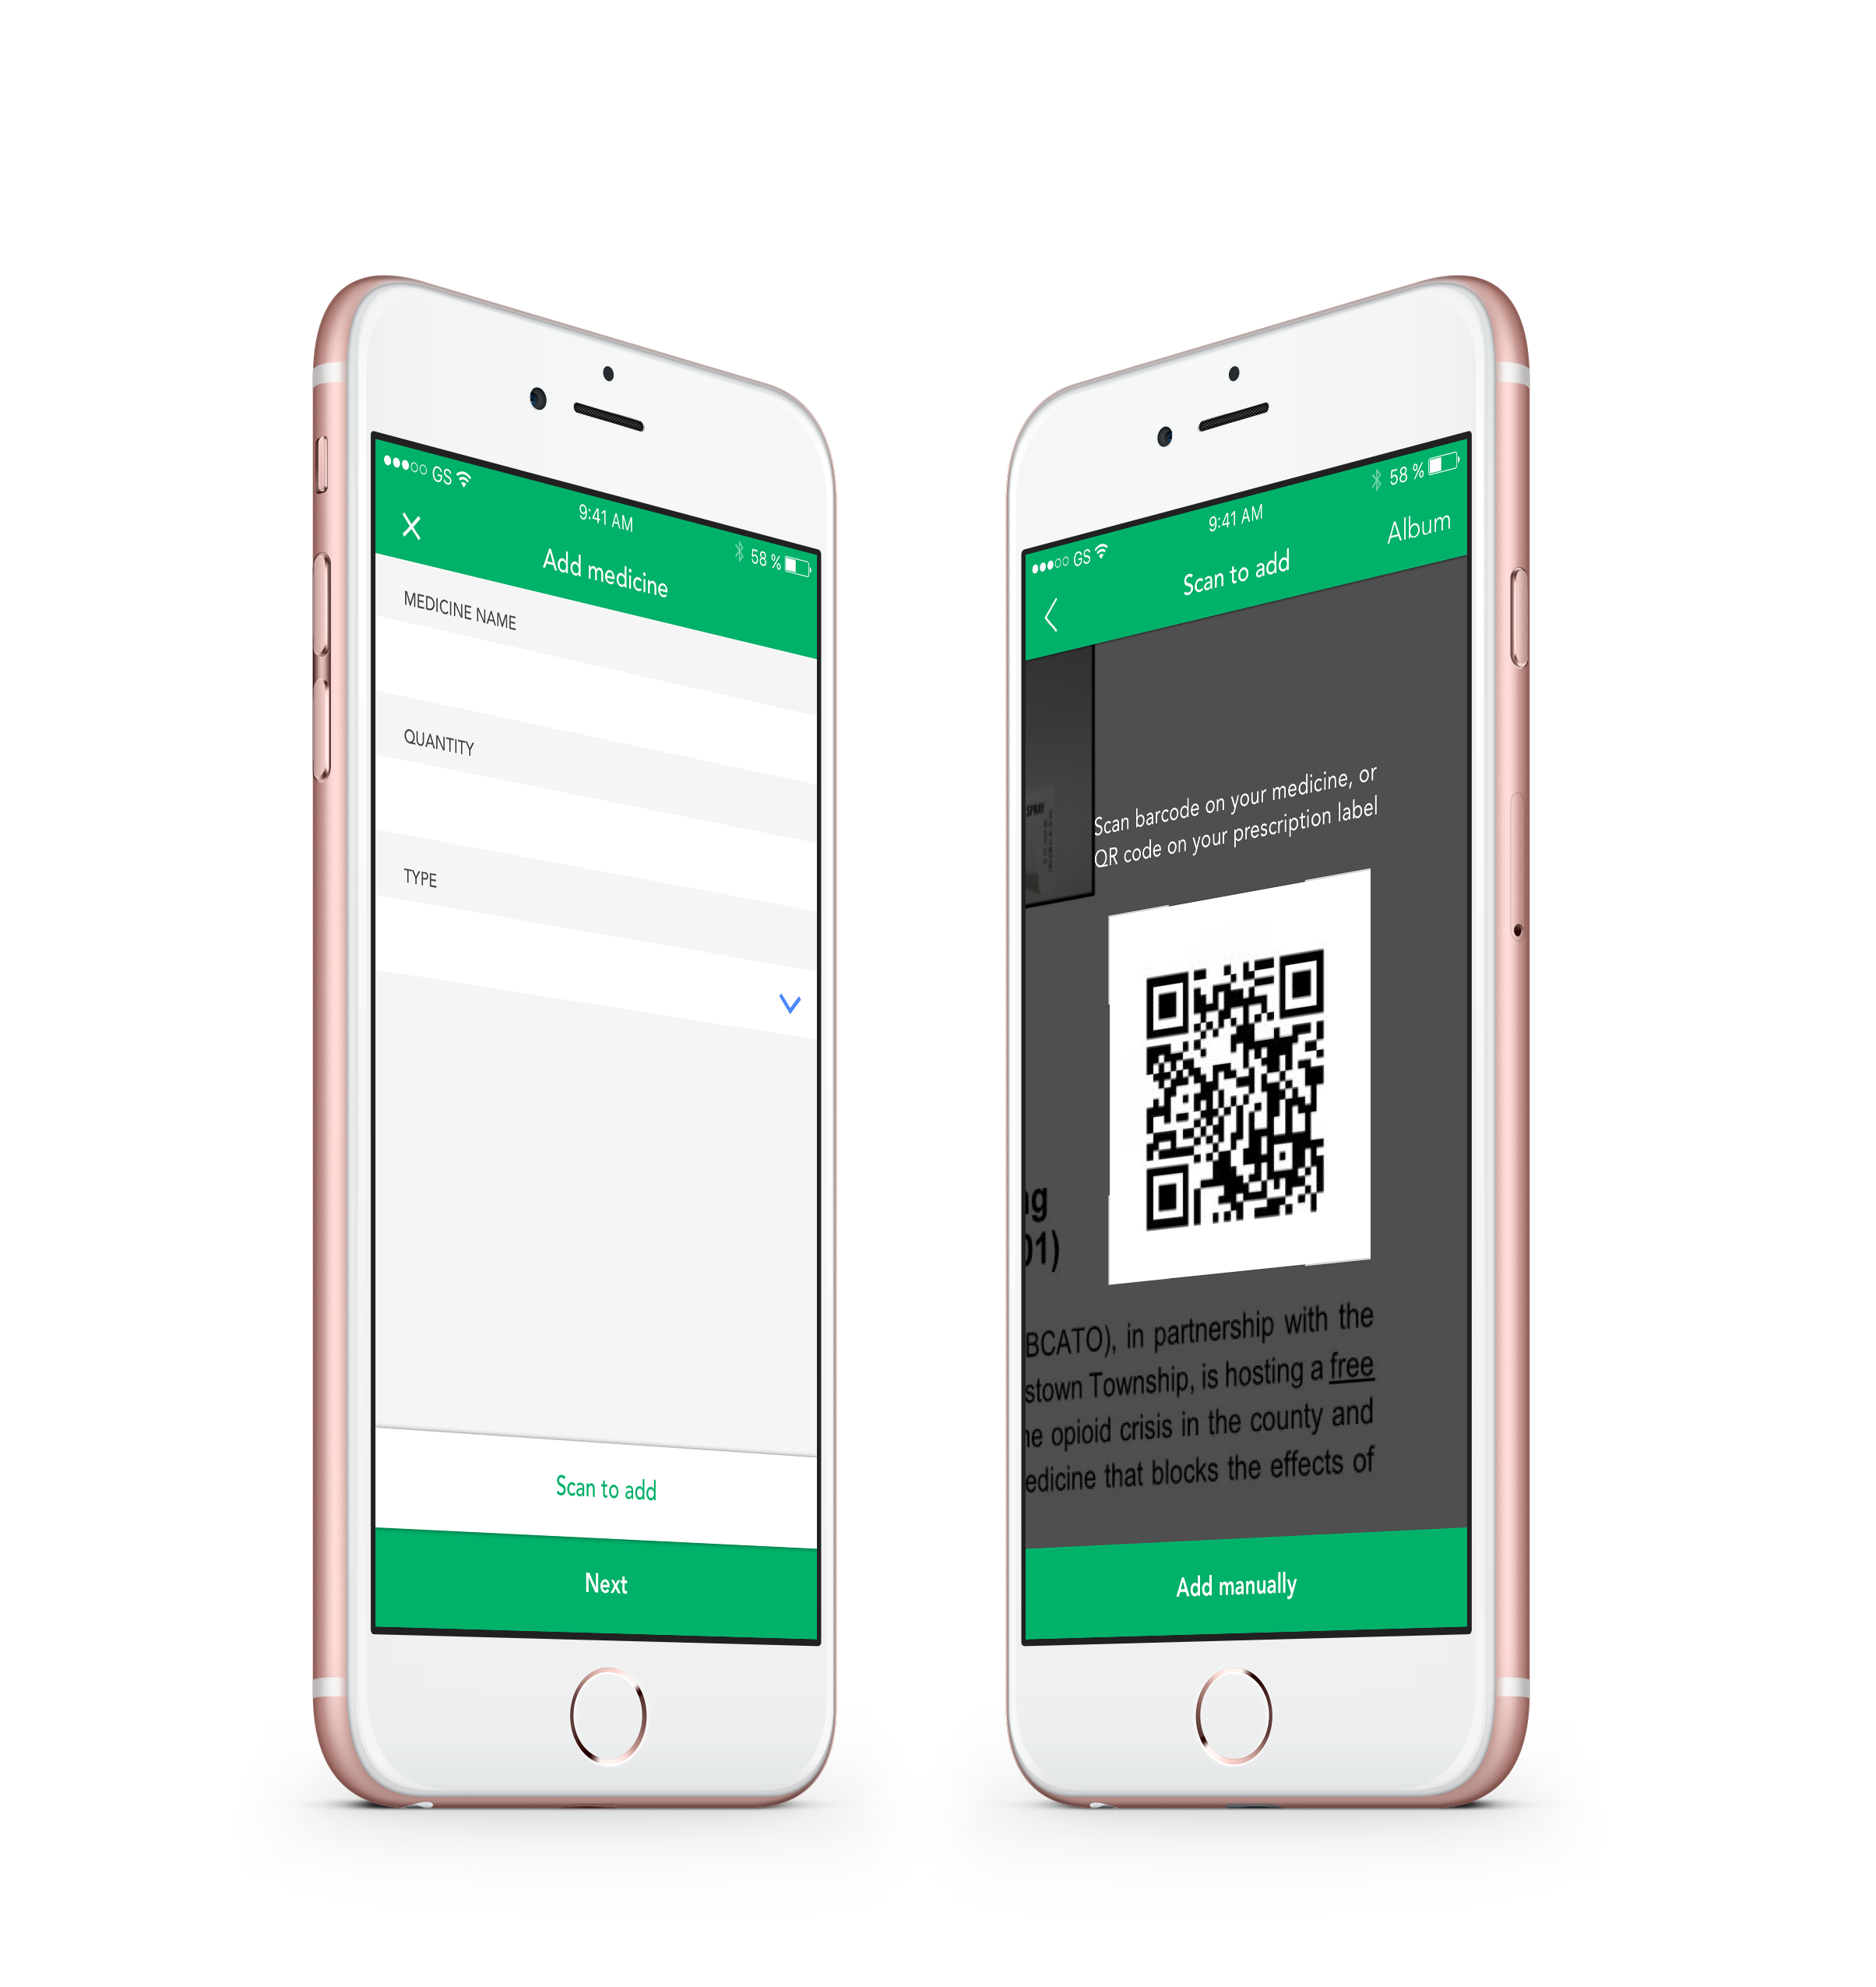 GS
9:41 AM
58 %
Add medicine
MEDICINE NAME
QUANTITY
TYPE
Scan to add
Next
GS
9:41 AM
58 %
Scan to add
Album
SPRAY
Scan barcode on your medicine, or
QR code on your prescription label
01)
BCATO), in partnership with the
stown Township, is hosting a free
opioid crisis in the county and
edicine that blocks the effects of
Add manually